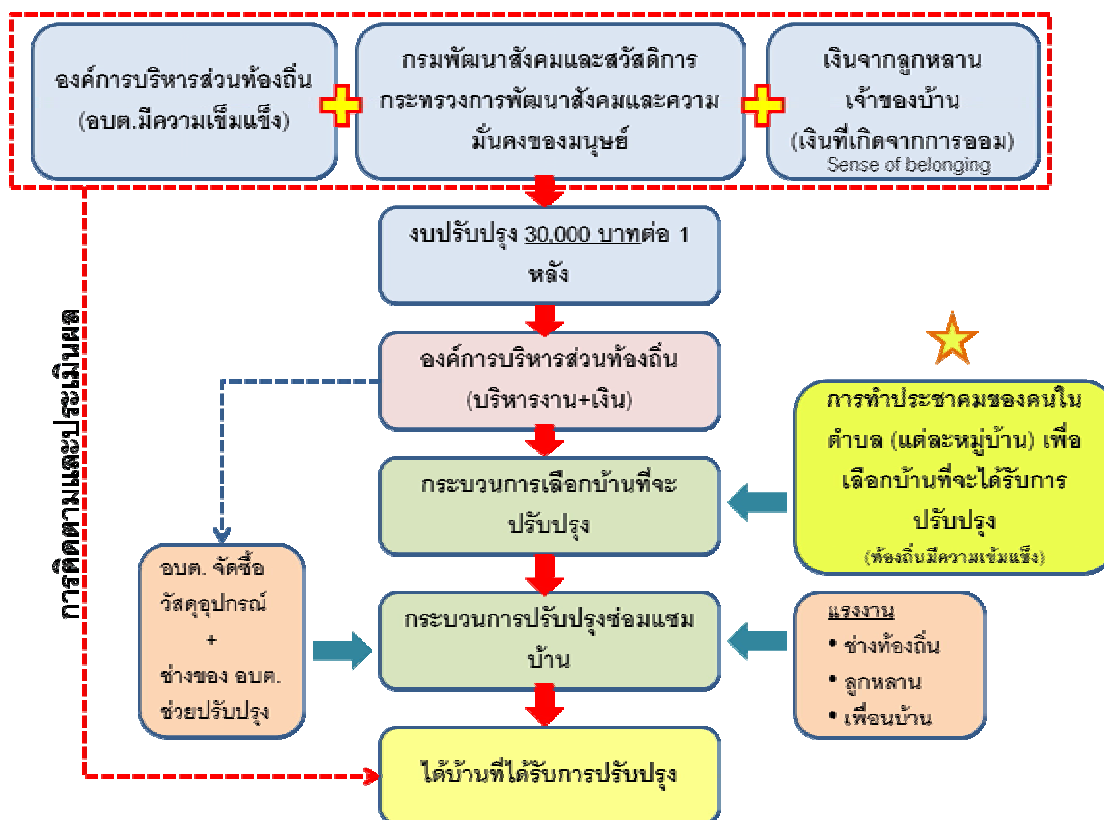 องค์การบริหารส่วนท้องถิ่น
(อบต.มีความเข็มแข็ง)
กรมพัฒนาสังคมและสวัสดิการ
กระทรวงการพัฒนาสังคมและความ
มั่นคงของมนุษย์
เงินจากลูกหลาน
เจ้าของบ้าน
(เงินที่เกิดจากการออม)
Sense of belonging
งบปรับปรุง 30,000 บาทต่อ 1
หลัง
องค์การบริหารส่วนท้องถิ่น
(บริหารงาน+เงิน)
การทำประชาคมของคนใน
ตำบล (แต่ละหมู่บ้าน) เพื่อ
เลือกบ้านที่จะได้รับการ
ปรับปรุง
(ท้องถิ่นมีความเข้มแข็ง)
กระบวนการเลือกบ้านที่จะ
ปรับปรุง
การติดตามและประเมินผล
อบต. จัดซื้อ
วัสดุอุปกรณ์
+
ช่างของ อบต.
ช่วยปรับปรุง
กระบวนการปรับปรุงซ่อมแซม
บ้าน
แรงงาน
• ช่างท้องถิ่น
• ลูกหลาน
• เพื่อนบ้าน
ได้บ้านที่ได้รับการปรับปรุง